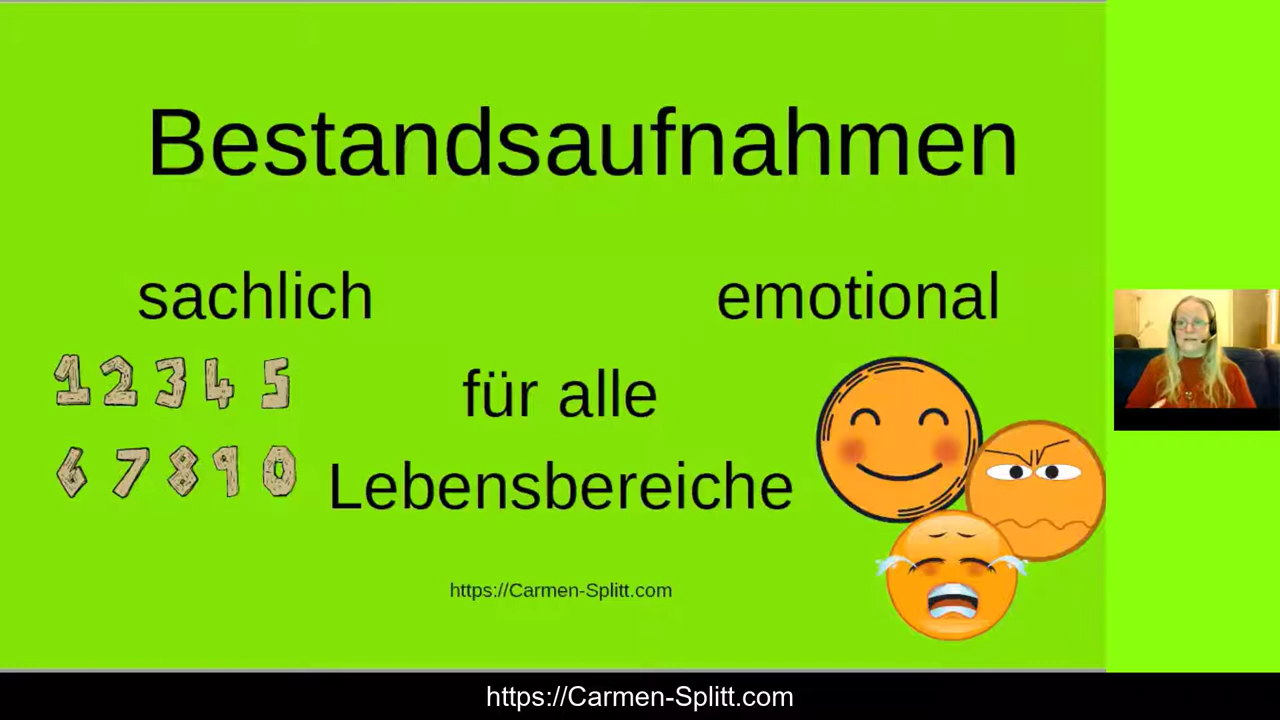 Bestandsaufnahmen
sachlich
emotional
1 2 3 4 5
für alle
6 7 8 9 0
Lebensbereiche
https://Carmen-Splitt.com
https://Carmen-Splitt.com